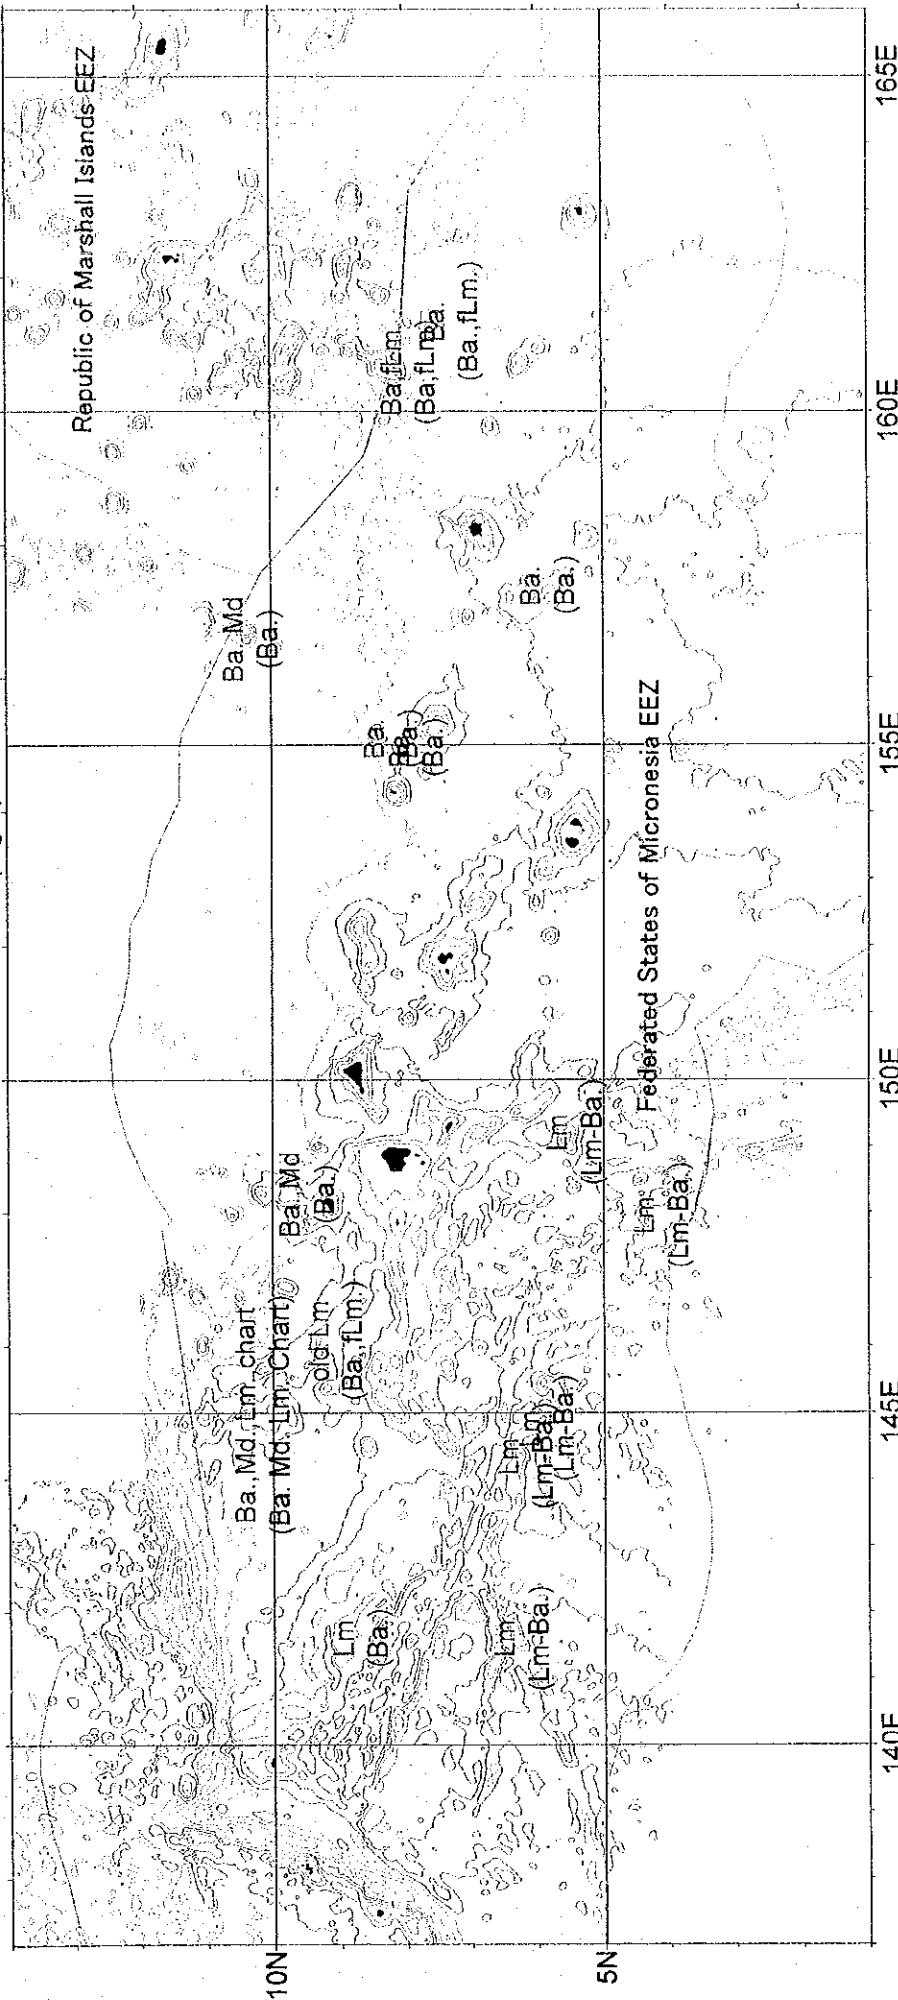 Republic of Marshall Islands EEZ
Ba., Md
(Ba.)
Ba,fLm.
(Ba,fLm)
Ba.
(Ba.,fLm.)
Ba.
Ba.
(Ba.)
(Ba.)
Ba.
(Ba.)
Ba., Md
(Ba.)
Ba., Md., Lm., chart
(Ba. Md. Lm. Chart)
old Lm
(Ba.,fLm.)
Lm
(Ba.)
Lm
(Lm-Ba.)
Lm
Lm
(Lm-Ba.)
(Lm-Ba.)
Lm
(Lm-Ba.)
Lm
(Lm-Ba.)
Federated States of Micronesia EEZ
10N
5N
140E
145E
150E
155E
160E
165E